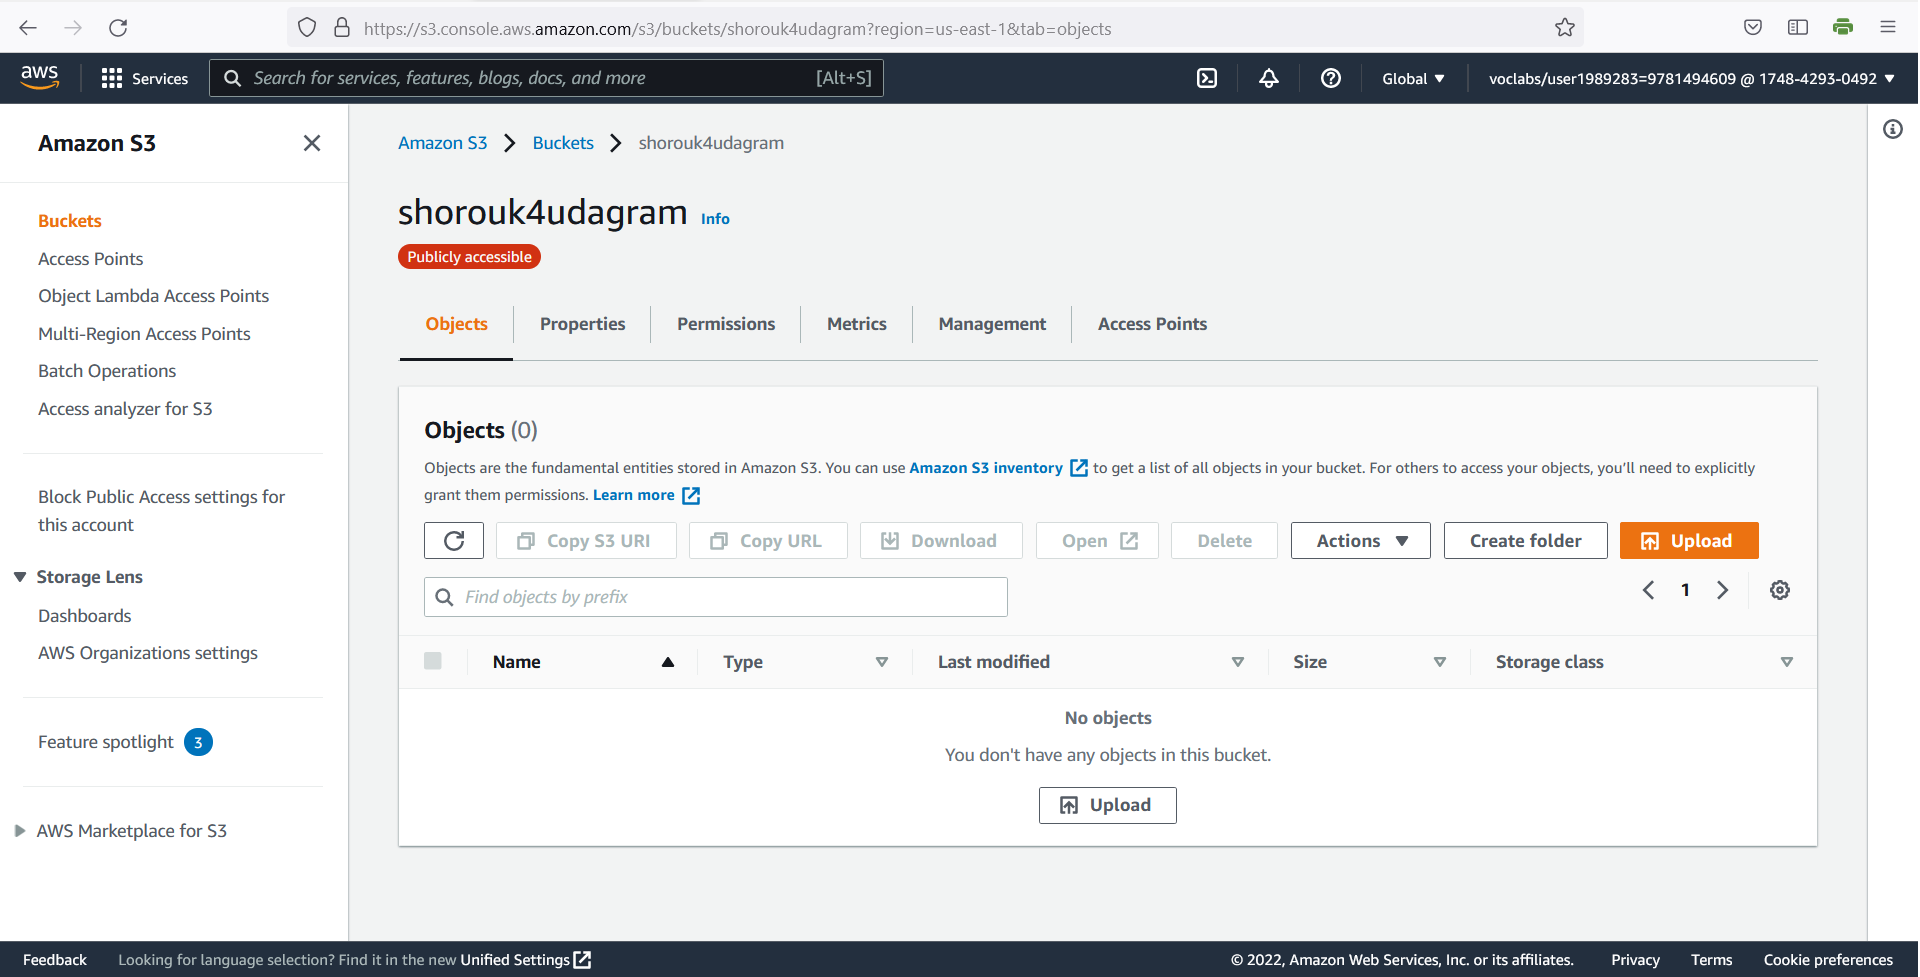 https://s3.console.aws.amazon.com/s3/buckets/shorouk4udagram?region=us-east-1&tab=objects
aws
Services
Search for services, features, blogs, docs, and more
[Alt+S]
Global
voclabs/user1989283=9781494609 @ 1748-4293-0492
Amazon S3
Buckets
Access Points
Object Lambda Access Points
Multi-Region Access Points
Batch Operations
Access analyzer for S3
Block Public Access settings for
this account
Storage Lens
Dashboards
AWS Organizations settings
Feature spotlight 3
AWS Marketplace for S3
Amazon S3 Buckets shorouk4udagram
shorouk4udagram Info
Publicly accessible
Objects Properties Permissions Metrics Management Access Points
Objects (0)
Objects are the fundamental entities stored in Amazon S3. You can use Amazon S3 inventory to get a list of all objects in your bucket. For others to access your objects, you'll need to explicitly
grant them permissions. Learn more
Copy S3 URI Copy URL Download Open Delete Actions Create folder Upload
Find objects by prefix
1
Name Type Last modified Size Storage class
No objects
You don't have any objects in this bucket.
Upload
Feedback Looking for language selection? Find it in the new Unified Settings © 2022, Amazon Web Services, Inc. or its affiliates. Privacy Terms Cookie preferences